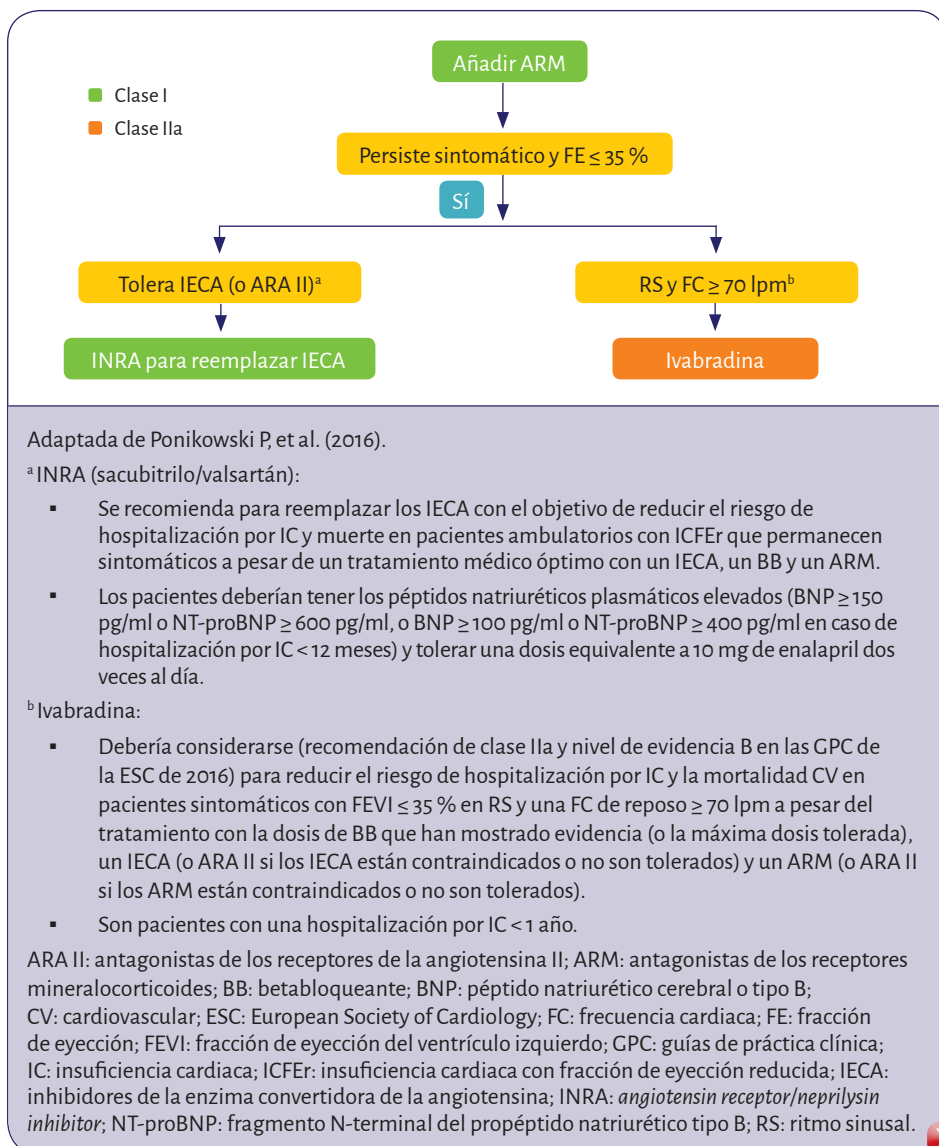 Añadir ARM
Clase I
Clase IIa
Persiste sintomático y FE ≤ 35 %
Sí
Tolera IECA (o ARA II)ª
RS y FC ≥ 70 lpmᵇ
INRA para reemplazar IECA
Ivabradina
Adaptada de Ponikowski P, et al. (2016).
ª INRA (sacubitrilo/valsartán):
▪ Se recomienda para reemplazar los IECA con el objetivo de reducir el riesgo de
hospitalización por IC y muerte en pacientes ambulatorios con ICFEr que permanecen
sintomáticos a pesar de un tratamiento médico óptimo con un IECA, un BB y un ARM.
▪ Los pacientes deberían tener los péptidos natriuréticos plasmáticos elevados (BNP ≥ 150
pg/ml o NT-proBNP ≥ 600 pg/ml, o BNP ≥ 100 pg/ml o NT-proBNP ≥ 400 pg/ml en caso de
hospitalización por IC < 12 meses) y tolerar una dosis equivalente a 10 mg de enalapril dos
veces al día.
ᵇ Ivabradina:
▪ Debería considerarse (recomendación de clase IIa y nivel de evidencia B en las GPC de
la ESC de 2016) para reducir el riesgo de hospitalización por IC y la mortalidad CV en
pacientes sintomáticos con FEVI ≤ 35 % en RS y una FC de reposo ≥ 70 lpm a pesar del
tratamiento con la dosis de BB que han mostrado evidencia (o la máxima dosis tolerada),
un IECA (o ARA II si los IECA están contraindicados o no son tolerados) y un ARM (o ARA II
si los ARM están contraindicados o no son tolerados).
▪ Son pacientes con una hospitalización por IC < 1 año.
ARA II: antagonistas de los receptores de la angiotensina II; ARM: antagonistas de los receptores
mineralocorticoides; BB: betabloqueante; BNP: péptido natriurético cerebral o tipo B;
CV: cardiovascular; ESC: European Society of Cardiology; FC: frecuencia cardiaca; FE: fracción
de eyección; FEVI: fracción de eyección del ventrículo izquierdo; GPC: guías de práctica clínica;
IC: insuficiencia cardiaca; ICFEr: insuficiencia cardiaca con fracción de eyección reducida; IECA:
inhibidores de la enzima convertidora de la angiotensina; INRA: angiotensin receptor/neprilysin
inhibitor; NT-proBNP: fragmento N-terminal del propéptido natriurético tipo B; RS: ritmo sinusal.